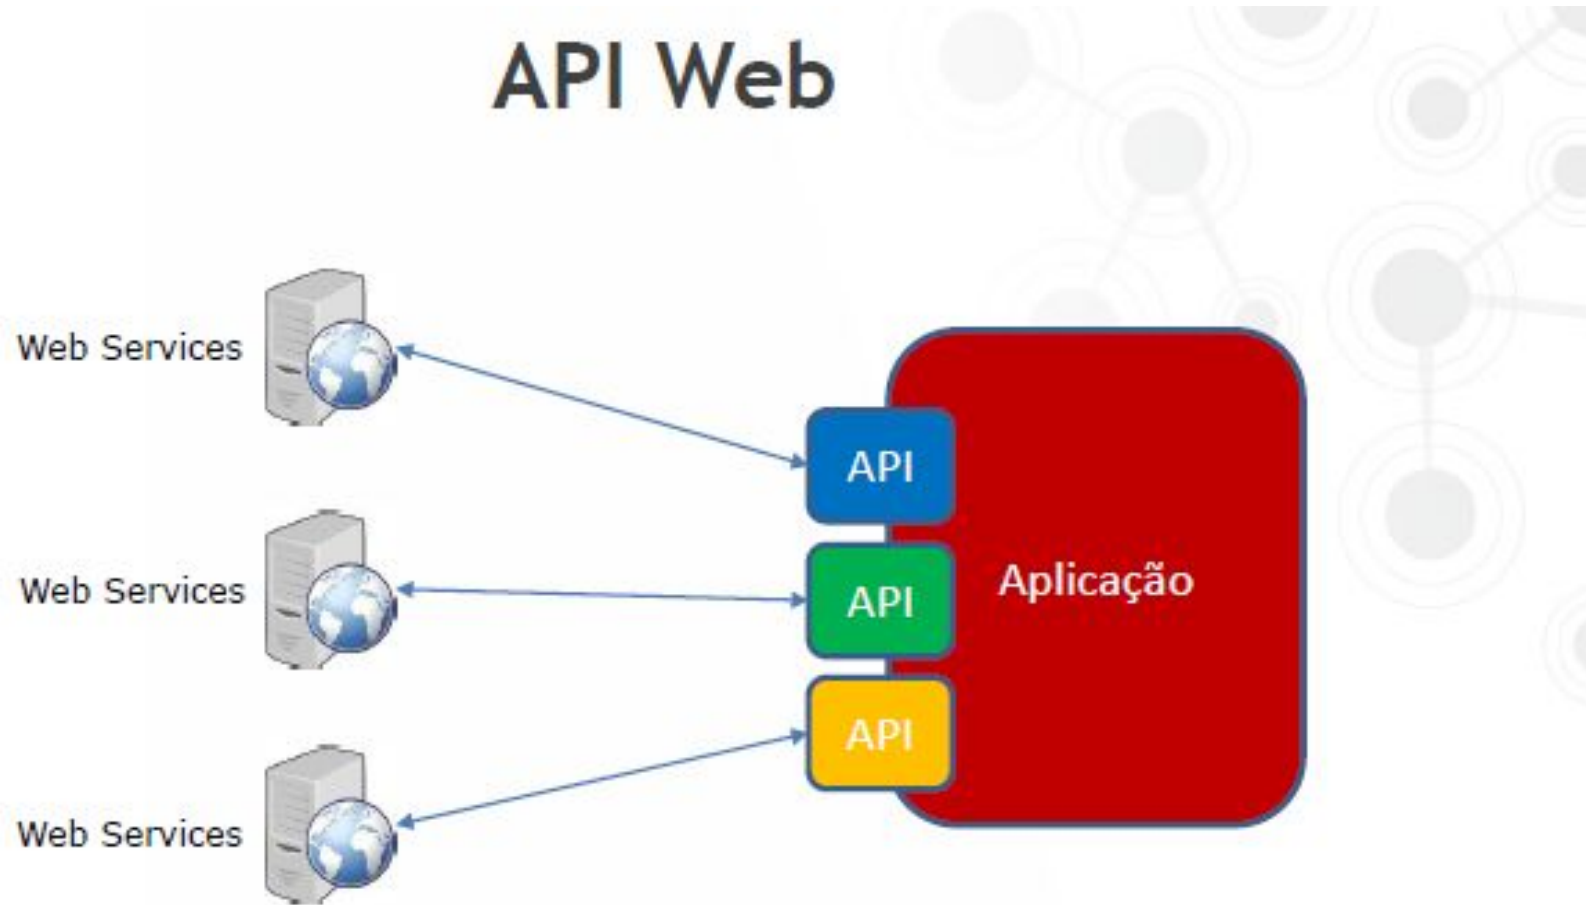 API Web
Web Services
API
Web Services
API
Aplicação
API
Web Services